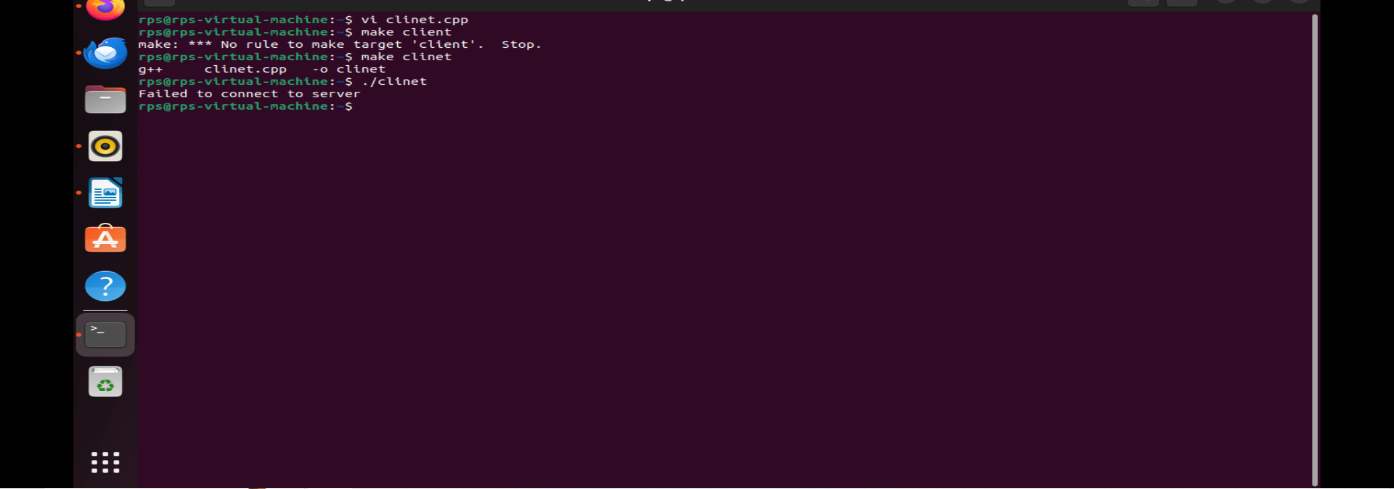 rps@rps-virtual-machine:~$ vi clinet.cpp
rps@rps-virtual-machine:~$ make client
make: *** No rule to make target 'client'.  Stop.
rps@rps-virtual-machine:~$ make clinet
g++     clinet.cpp   -o clinet
rps@rps-virtual-machine:~$ ./clinet
Failed to connect to server
rps@rps-virtual-machine:~$